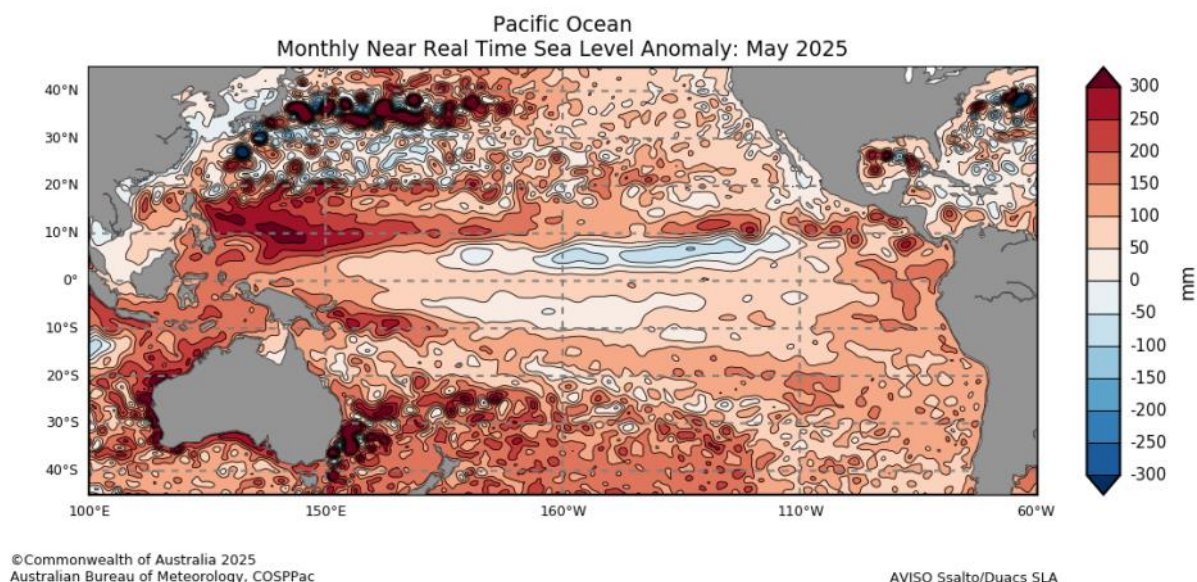 Pacific Ocean
Monthly Near Real Time Sea Level Anomaly: May 2025
40°N
30°N
20°N
10°N
0°
10°S
20°S
30°S
40°S
100°E 150°E 160°W 110°W 60°W
300
250
200
150
100
50
0
-50
-100
-150
-200
-250
-300
mm
©Commonwealth of Australia 2025
Australian Bureau of Meteorology, COSPPac AVISO Ssalto/Duacs SLA